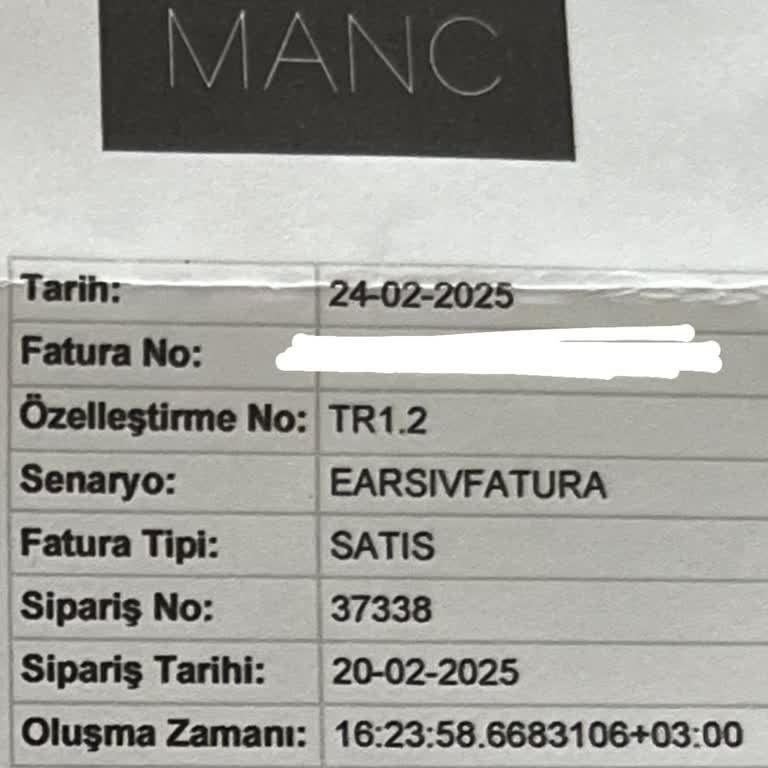 MANC
Tarih: 24-02-2025
Fatura No:
Özelleştirme No: TR1.2
Senaryo: EARSIVFATURA
Fatura Tipi: SATIS
Sipariş No: 37338
Sipariş Tarihi: 20-02-2025
Oluşma Zamanı: 16:23:58.6683106+03:00